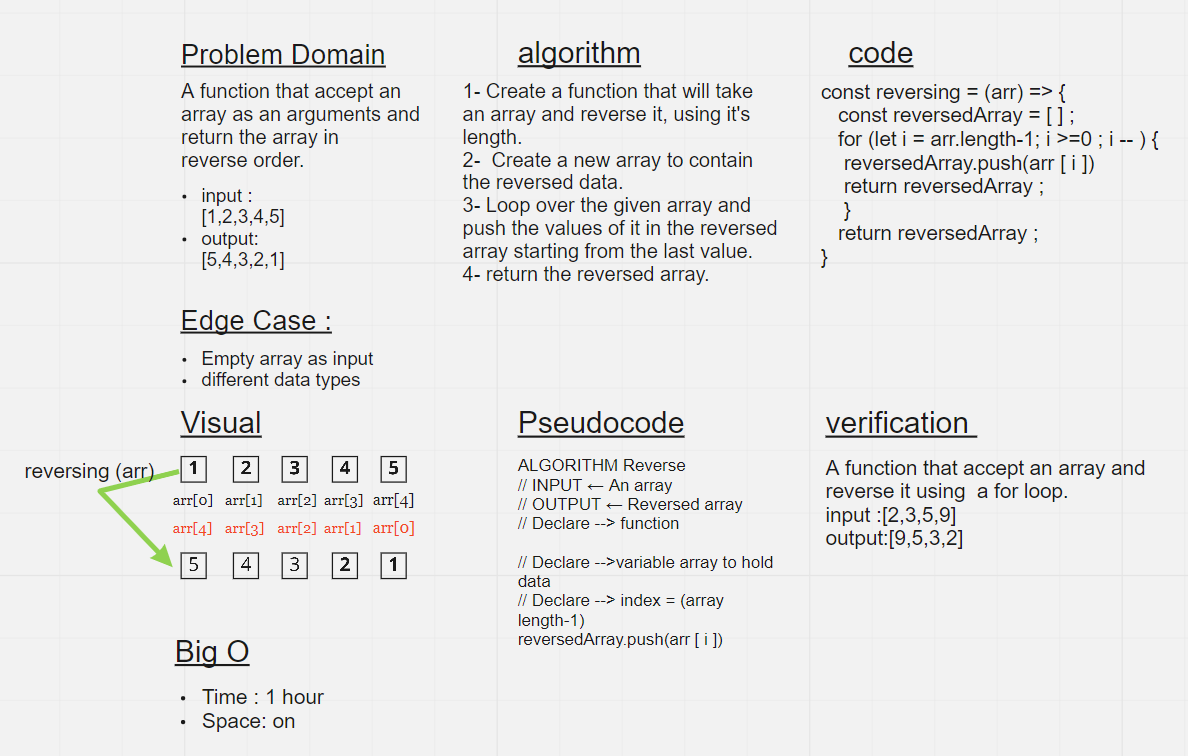 Problem Domain
A function that accept an
array as an arguments and
return the array in
reverse order.
• input :
[1,2,3,4,5]
• output:
[5,4,3,2,1]
Edge Case :
• Empty array as input
• different data types
algorithm
1- Create a function that will take
an array and reverse it, using it's
length.
2-  Create a new array to contain
the reversed data.
3- Loop over the given array and
push the values of it in the reversed
array starting from the last value.
4- return the reversed array.
code
const reversing = (arr) => {
const reversedArray = [ ] ;
for (let i = arr.length-1; i >=0 ; i -- ) {
reversedArray.push(arr [ i ])
return reversedArray ;
}
return reversedArray ;
}
Visual
reversing (arr) 1 2 3 4 5
arr[0] arr[1] arr[2] arr[3] arr[4]
arr[4] arr[3] arr[2] arr[1] arr[0]
5 4 3 2 1
Big O
• Time : 1 hour
• Space: on
Pseudocode
ALGORITHM Reverse
// INPUT ← An array
// OUTPUT ← Reversed array
// Declare --> function
// Declare -->variable array to hold
data
// Declare --> index = (array
length-1)
reversedArray.push(arr [ i ])
verification
A function that accept an array and
reverse it using  a for loop.
input :[2,3,5,9]
output:[9,5,3,2]